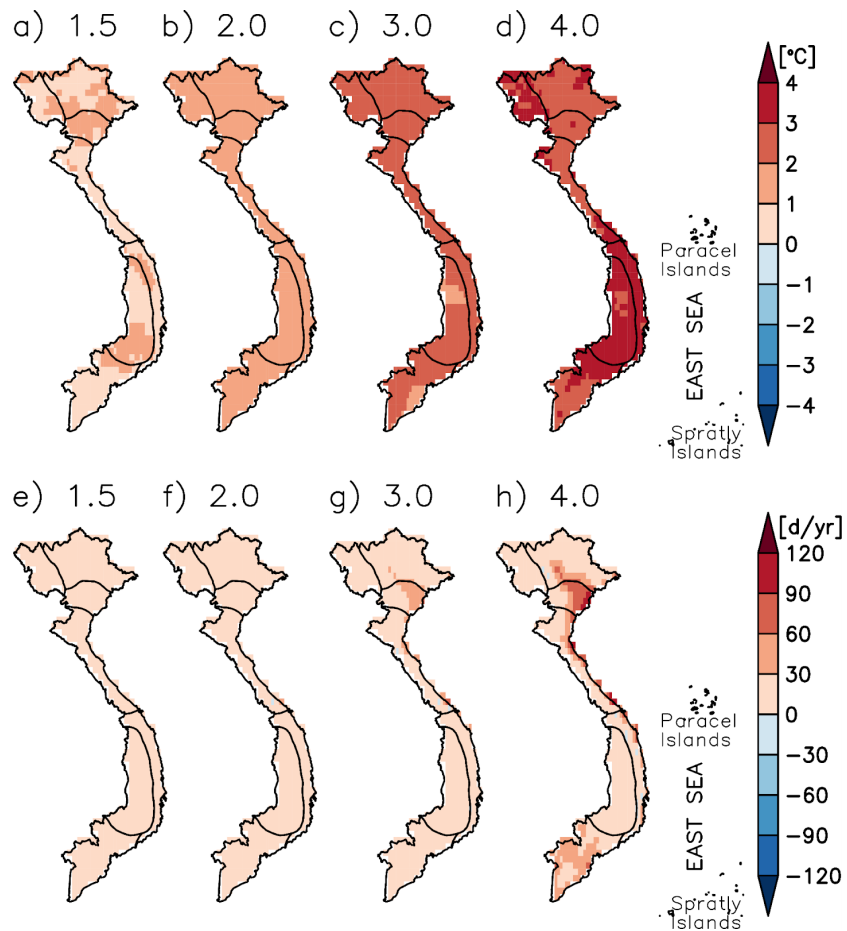 a) 1.5
b) 2.0
c) 3.0
d) 4.0
[°C]
4
3
2
1
0
−1
−2
−3
−4
Paracel
Islands
EAST SEA
Spratly
Islands
e) 1.5
f) 2.0
g) 3.0
h) 4.0
[d/yr]
120
90
60
30
0
−30
−60
−90
−120
Paracel
Islands
EAST SEA
Spratly
Islands